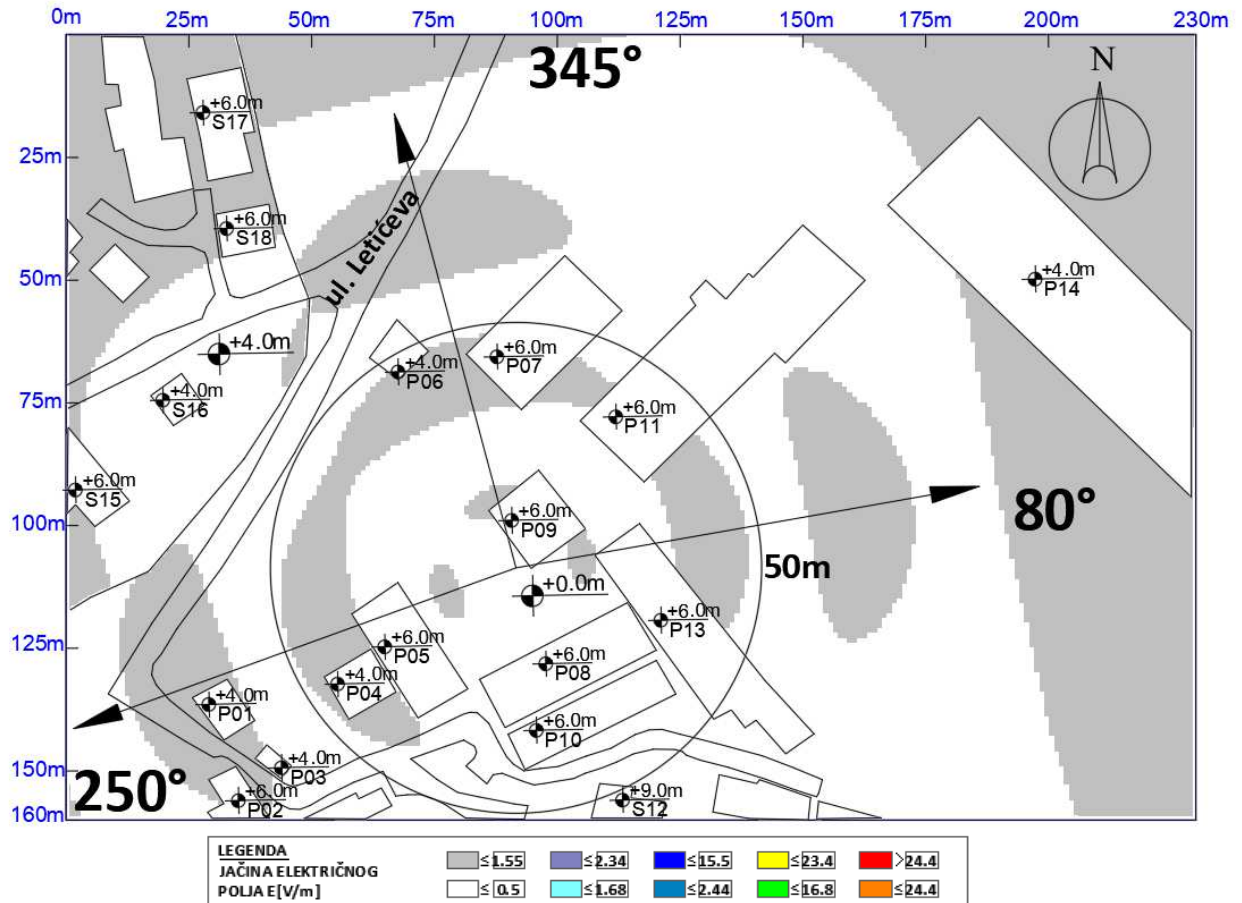 0m 25m 50m 75m 100m 125m 150m 175m 200m 230m
345°
N
+6.0m
S17
25m
+6.0m
S18
ul. Letićeva
50m
+4.0m
P14
+4.0m
+4.0m
P06
+6.0m
P07
75m
+4.0m
S16
+6.0m
P11
+6.0m
S15
80°
100m
+6.0m
P09
50m
+0.0m
+6.0m
P13
125m
+6.0m
P05
+6.0m
P08
+4.0m
P04
+4.0m
P01
+6.0m
P10
150m
+4.0m
P03
250°
+6.0m
P02
+9.0m
S12
160m
LEGENDA
JAČINA ELEKTRIČNOG
POLJA E[V/m]
≤1.55 ≤2.34 ≤15.5 ≤23.4 >24.4
≤ 0.5 ≤1.68 ≤2.44 ≤16.8 ≤24.4